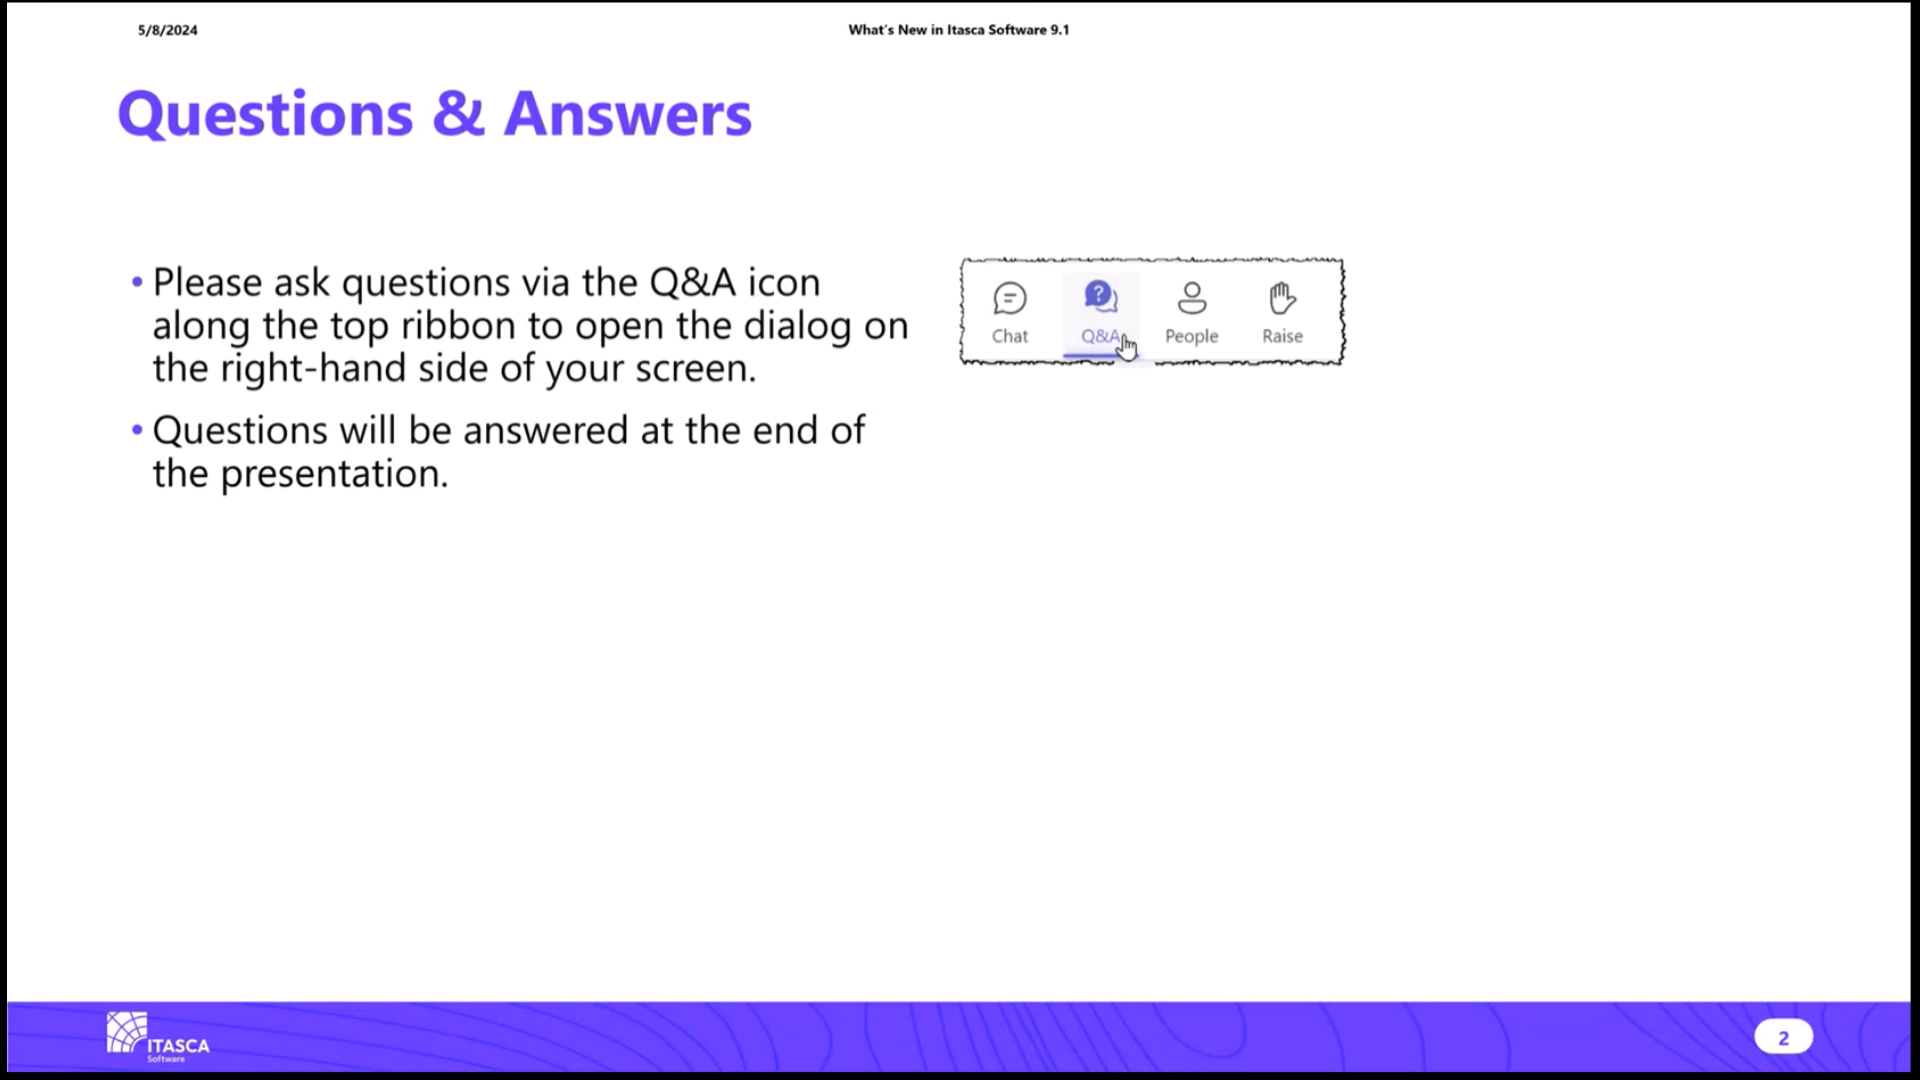 5/8/2024
What's New in Itasca Software 9.1
Questions & Answers
• Please ask questions via the Q&A icon
along the top ribbon to open the dialog on
the right-hand side of your screen.
• Questions will be answered at the end of
the presentation.
?
Chat
Q&A
People
Raise
ITASCA
Software
2